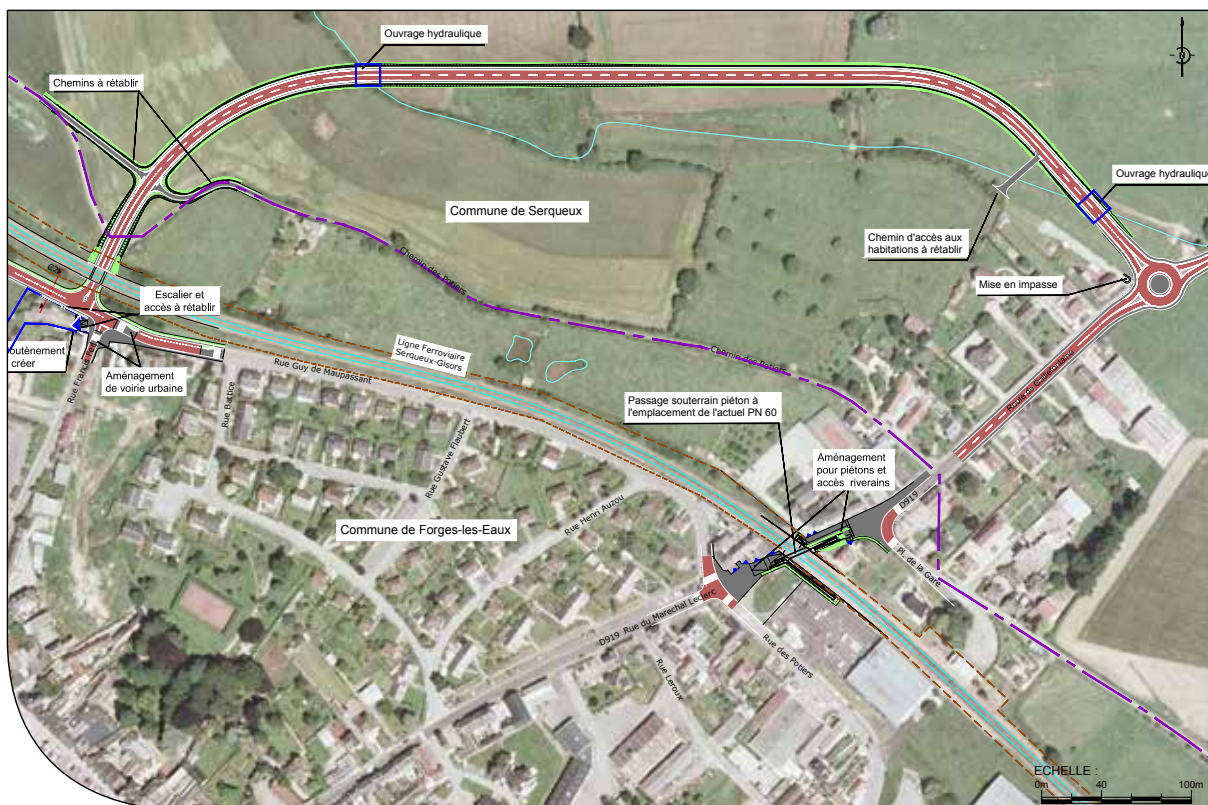 Ouvrage hydraulique
Chemins à rétablir
Commune de Serqueux
Ouvrage hydraulique
Chemin d'accès aux
habitations à rétablir
Mise en impasse
Chemin des Potiers
Escalier et
accès à rétablir
outènement
créer
Aménagement
de voirie urbaine
Ligne Ferroviaire
Serqueux-Gisors
Rue Guy de Maupassant
Chemin des Potiers
Rue Battice
Rue Gustave Flaubert
Passage souterrain piéton à
l'emplacement de l'actuel PN 60
Aménagement
pour piétons et
accès riverains
Rue Henri Auzou
Commune de Forges-les-Eaux
D919
Pl. de la Gare
D919 Rue du Marechal Leclerc
Rue des Potiers
Rue Leroux
ECHELLE :
0m 40 100m